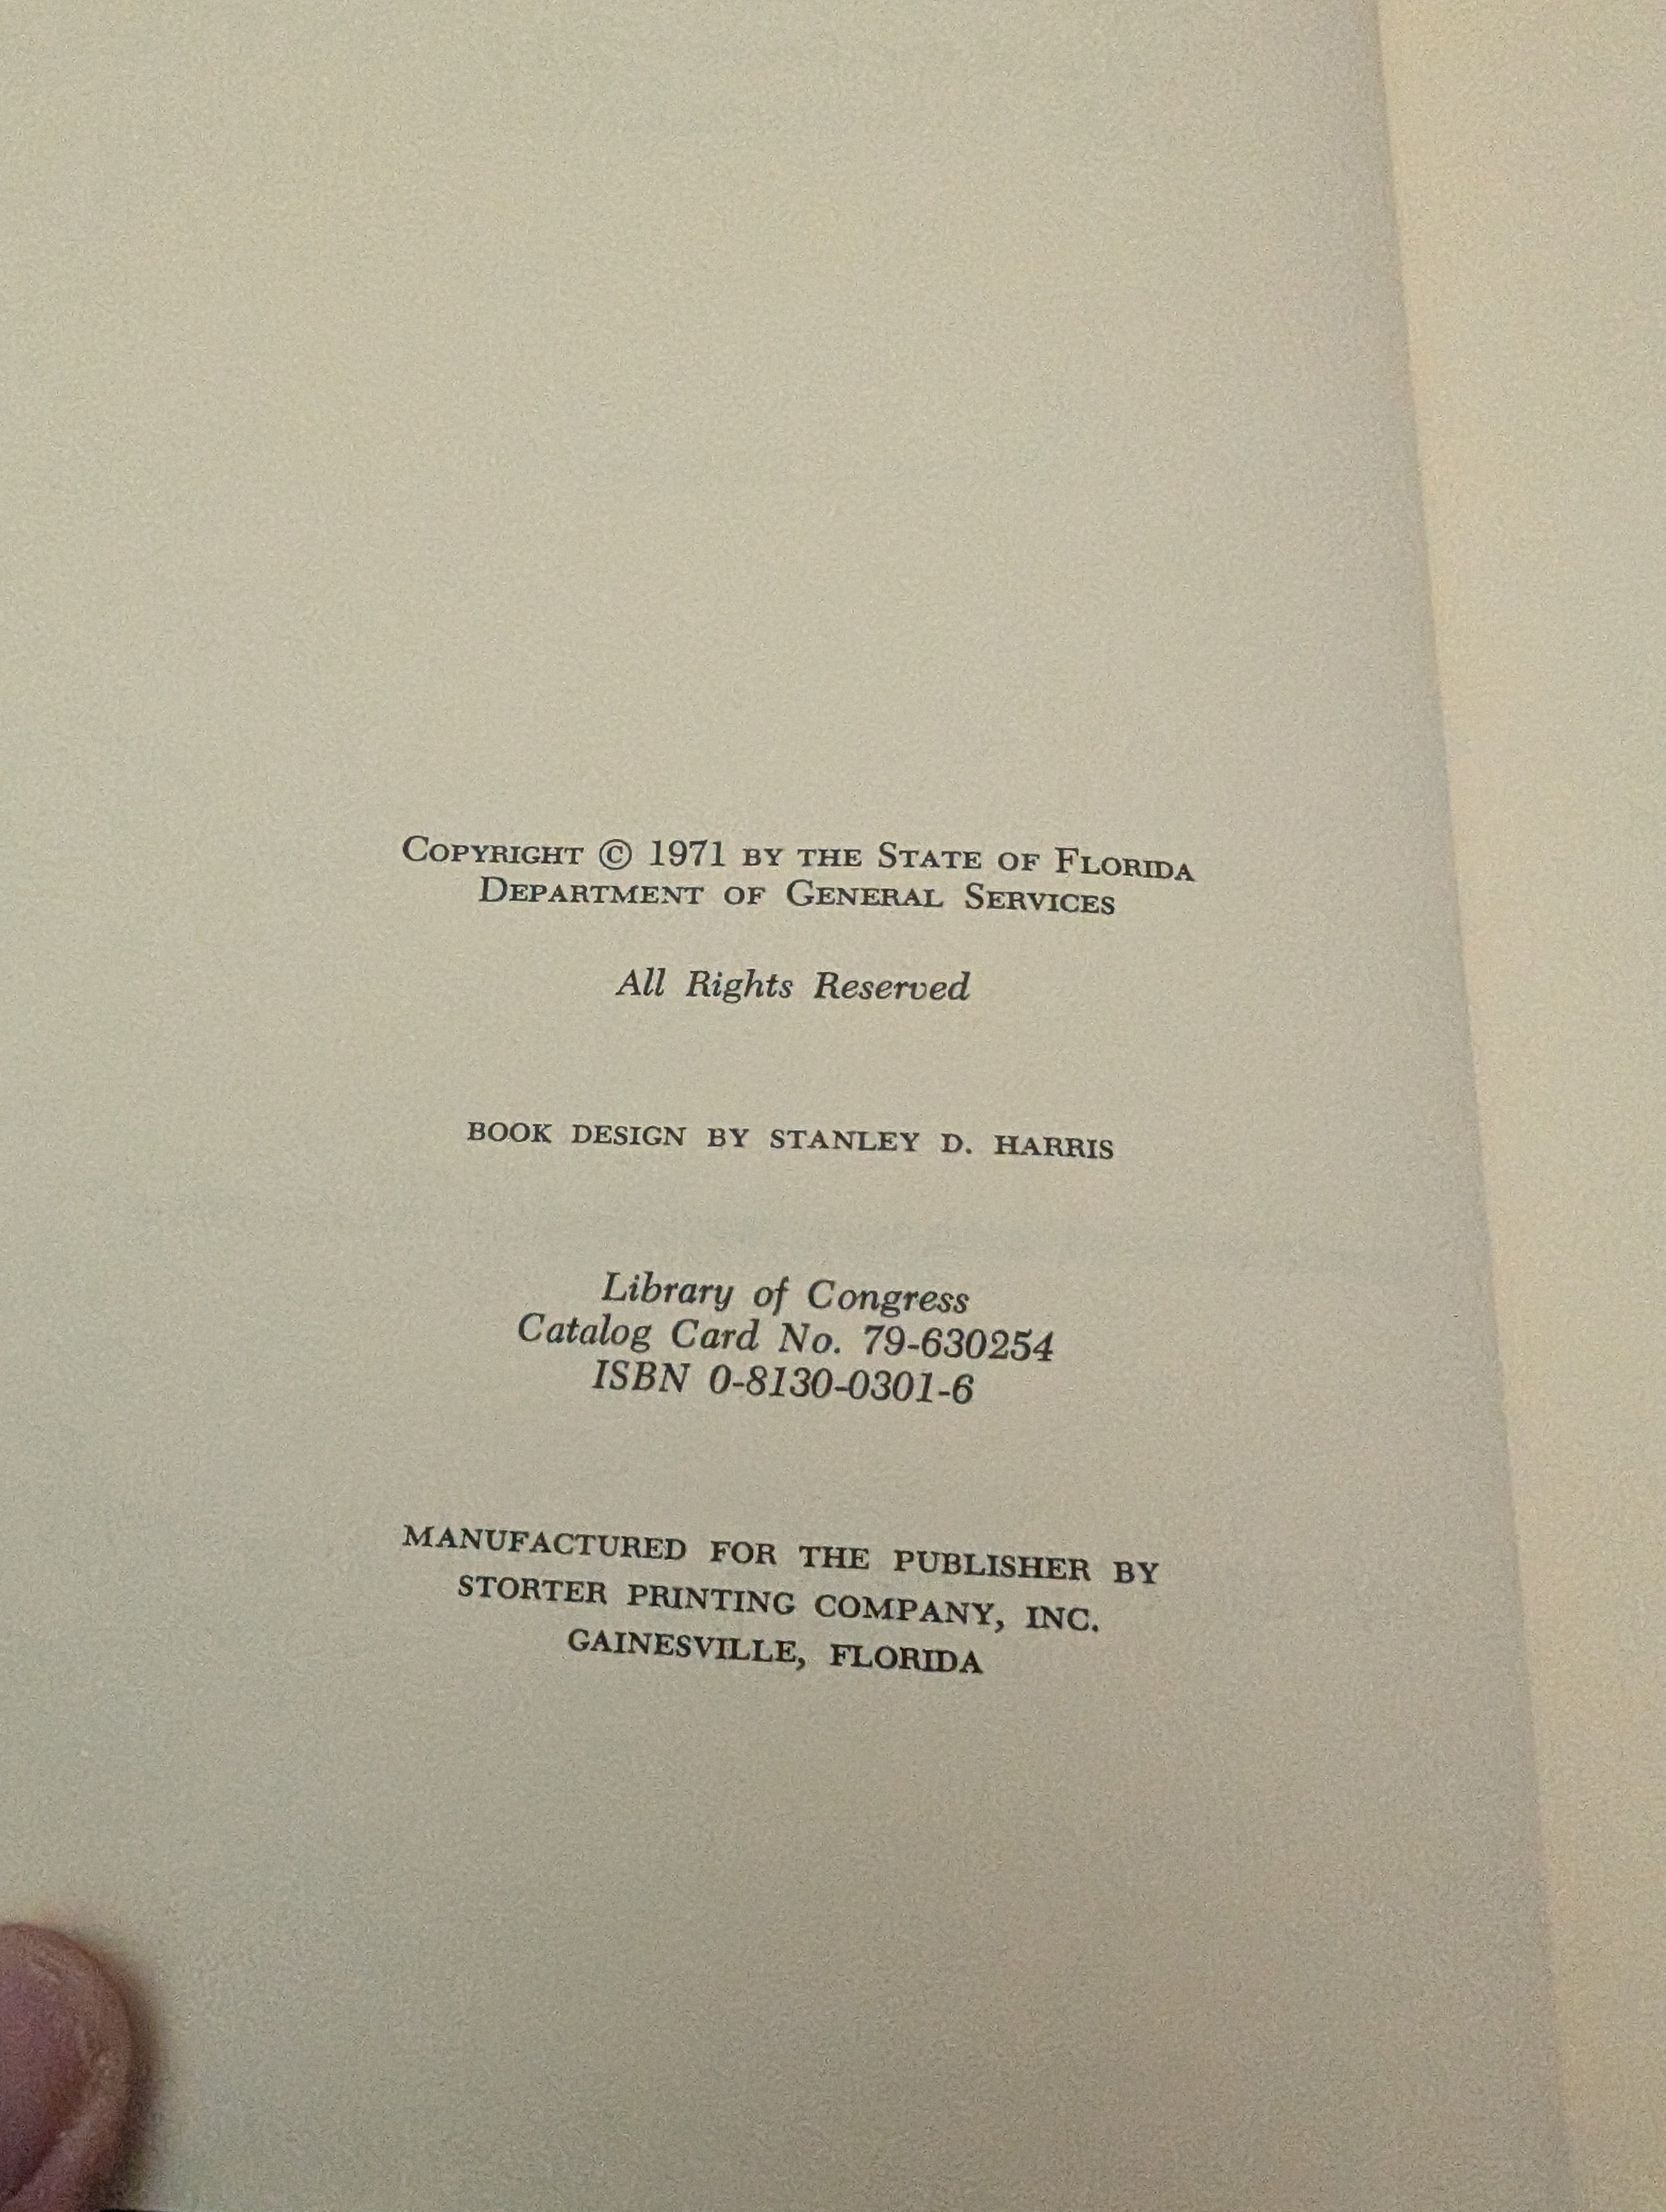 COPYRIGHT © 1971 BY THE STATE OF FLORIDA
DEPARTMENT OF GENERAL SERVICES
All Rights Reserved
BOOK DESIGN BY STANLEY D. HARRIS
Library of Congress
Catalog Card No. 79-630254
ISBN 0-8130-0301-6
MANUFACTURED FOR THE PUBLISHER BY
STORTER PRINTING COMPANY, INC.
GAINESVILLE, FLORIDA